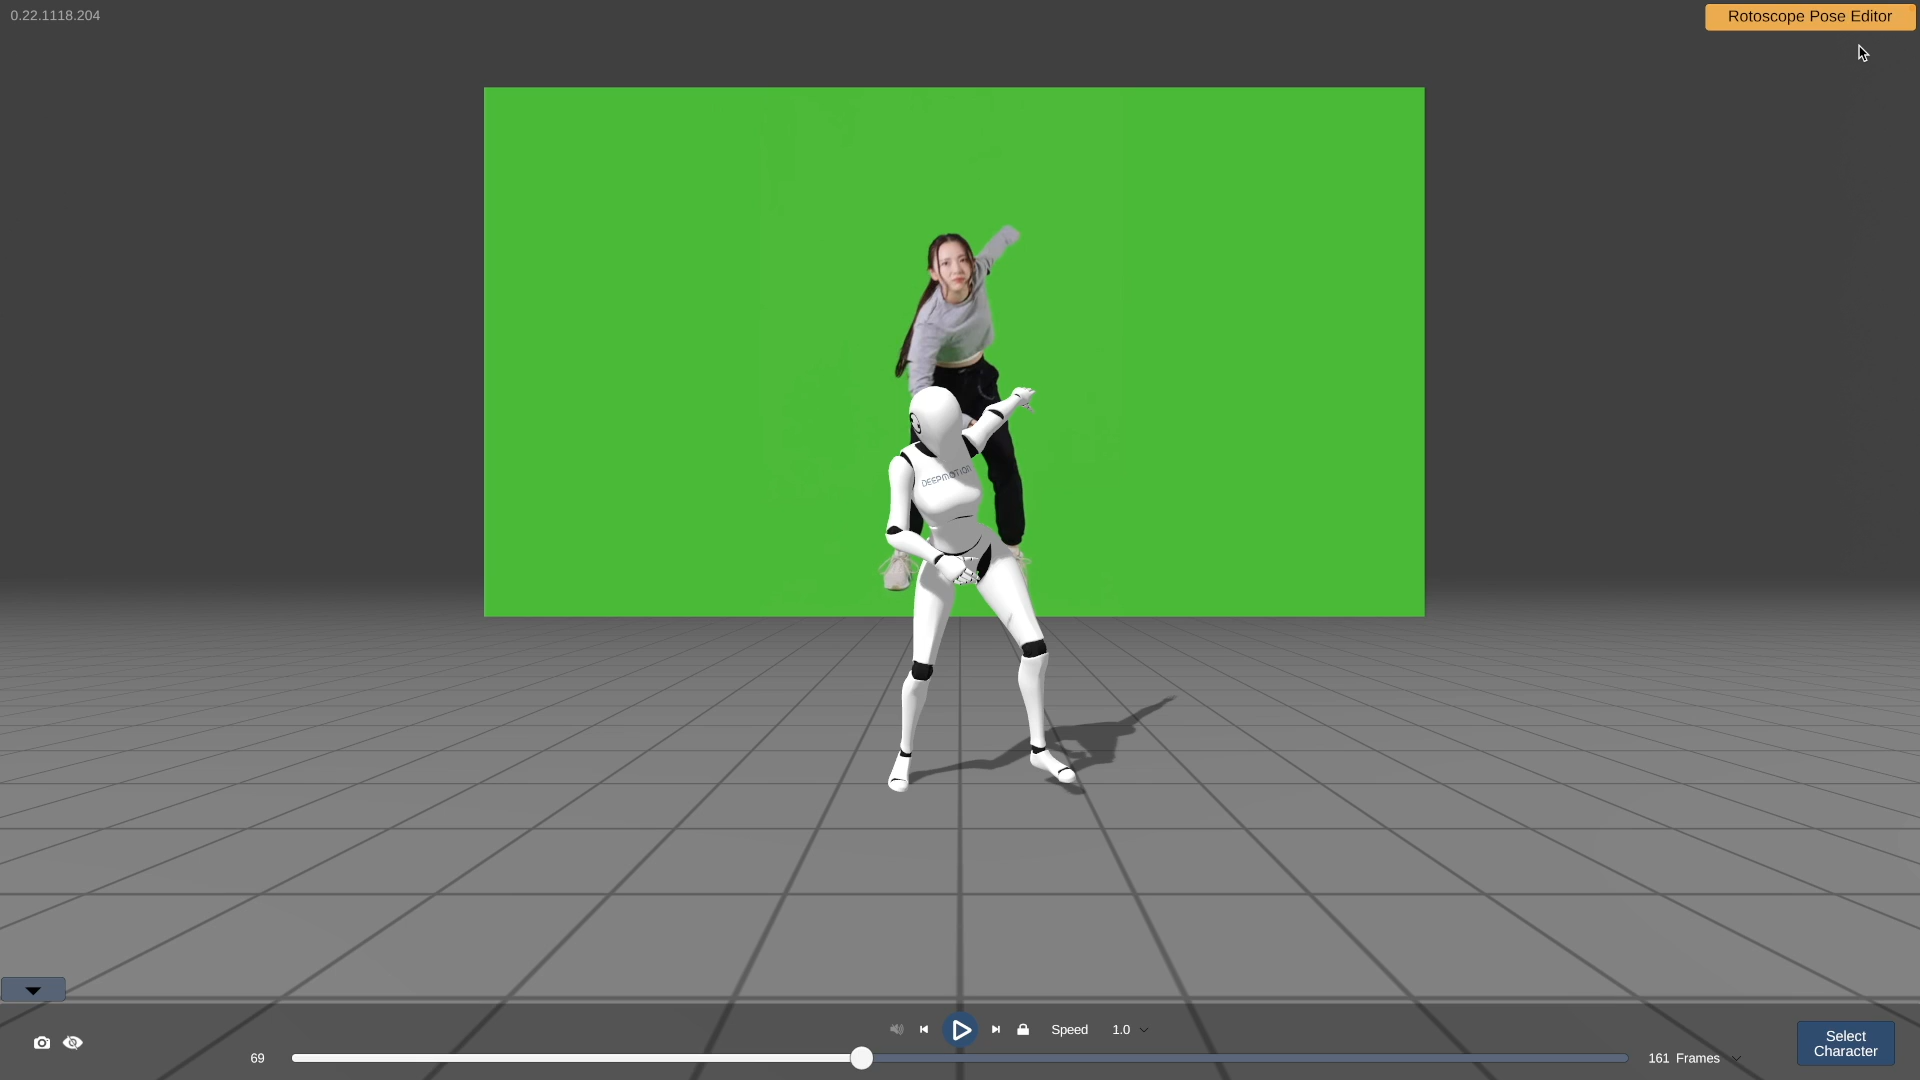 0.22.1118.204
Rotoscope Pose Editor
DEEPMOTION
Speed 1.0
69
161 Frames
Select
Character